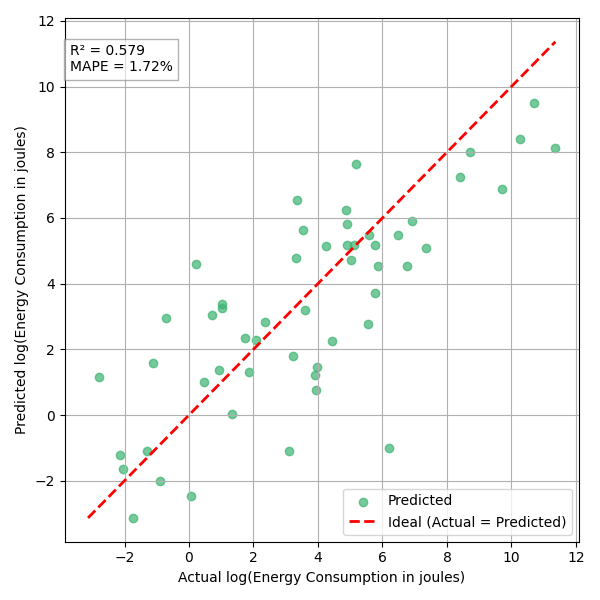 R² = 0.579
MAPE = 1.72%
12
10
8
6
4
2
0
−2
Predicted log(Energy Consumption in joules)
Predicted
Ideal (Actual = Predicted)
−2 0 2 4 6 8 10 12
Actual log(Energy Consumption in joules)